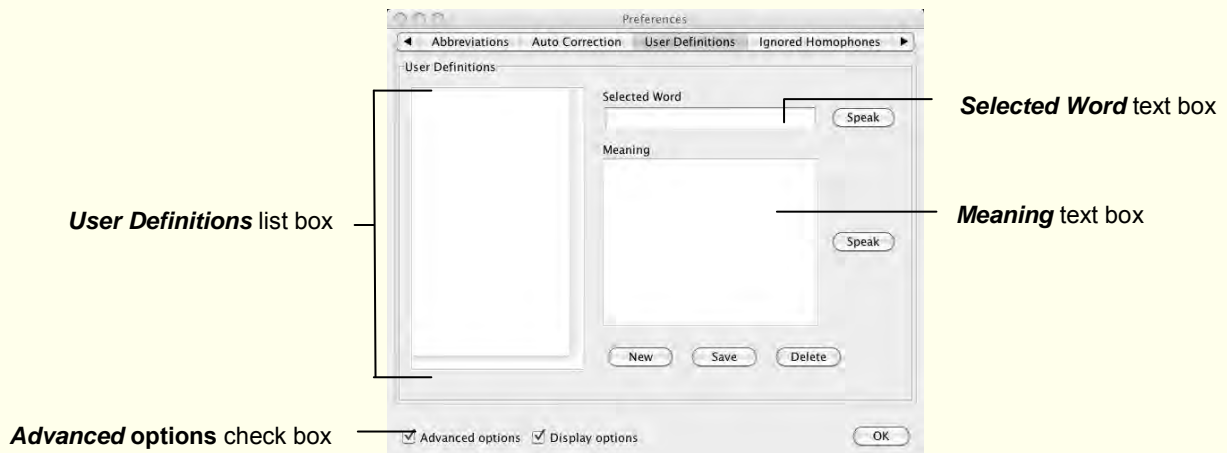 Preferences
Abbreviations Auto Correction User Definitions Ignored Homophones
User Definitions
Selected Word
Speak
Selected Word text box
Meaning
User Definitions list box
Meaning text box
Speak
New Save Delete
Advanced options check box
Advanced options Display options
OK